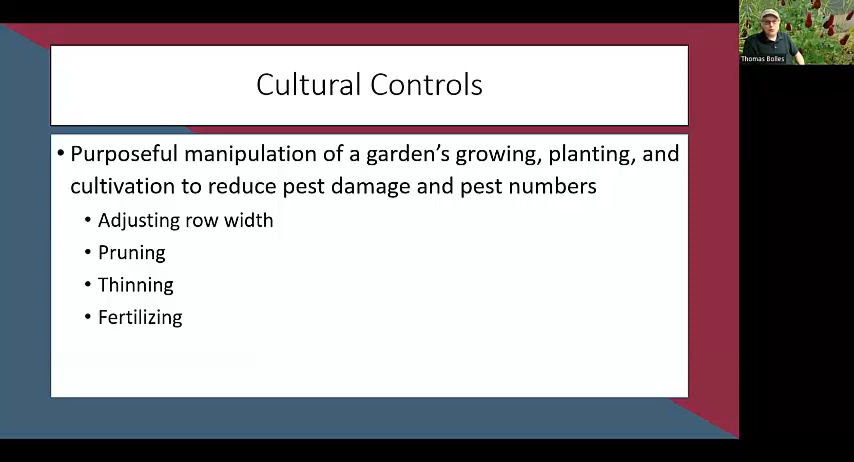 Cultural Controls
• Purposeful manipulation of a garden's growing, planting, and
cultivation to reduce pest damage and pest numbers
• Adjusting row width
• Pruning
• Thinning
• Fertilizing
Thomas Bolles